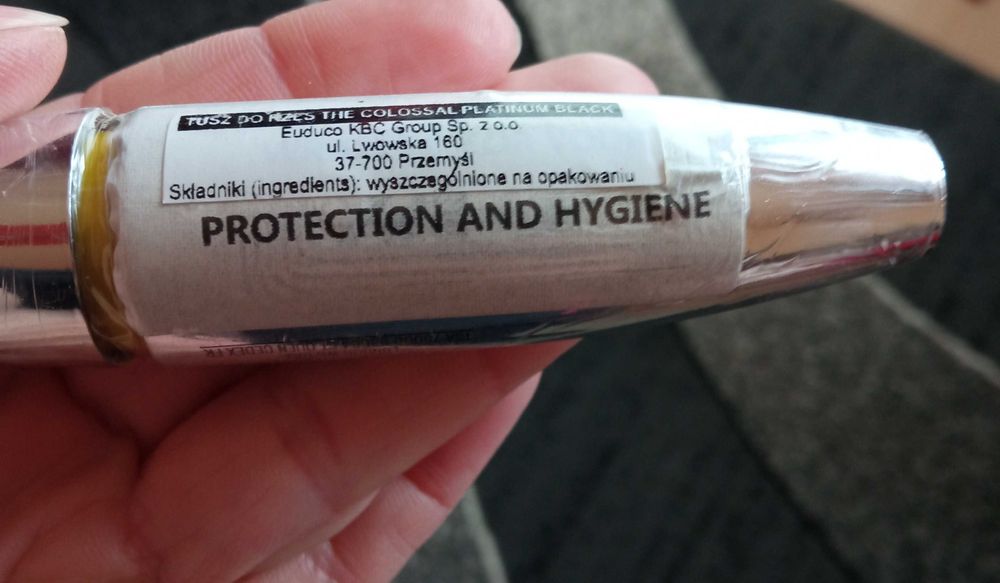 TUSZ DO RZĘS THE COLOSSAL PLATINUM BLACK
Euduco KBC Group Sp. z o.o.
ul. Lwowska 160
37-700 Przemyśl
Składniki (ingredients): wyszczególnione na opakowaniu
PROTECTION AND HYGIENE